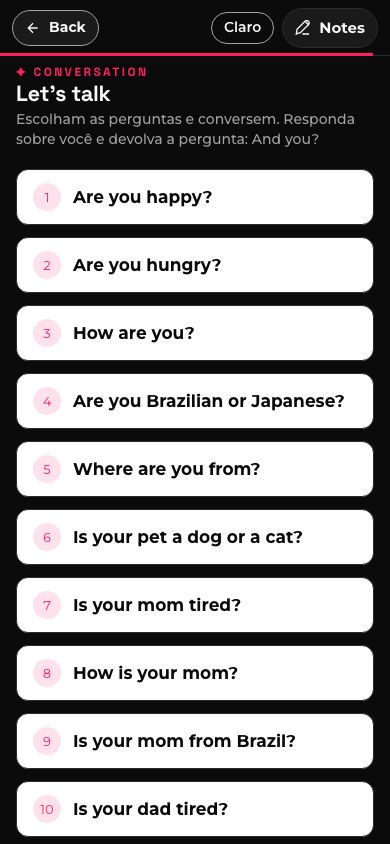 ← Back
Claro
Notes
✦ CONVERSATION
Let's talk
Escolham as perguntas e conversem. Responda
sobre você e devolva a pergunta: And you?
1 Are you happy?
2 Are you hungry?
3 How are you?
4 Are you Brazilian or Japanese?
5 Where are you from?
6 Is your pet a dog or a cat?
7 Is your mom tired?
8 How is your mom?
9 Is your mom from Brazil?
10 Is your dad tired?